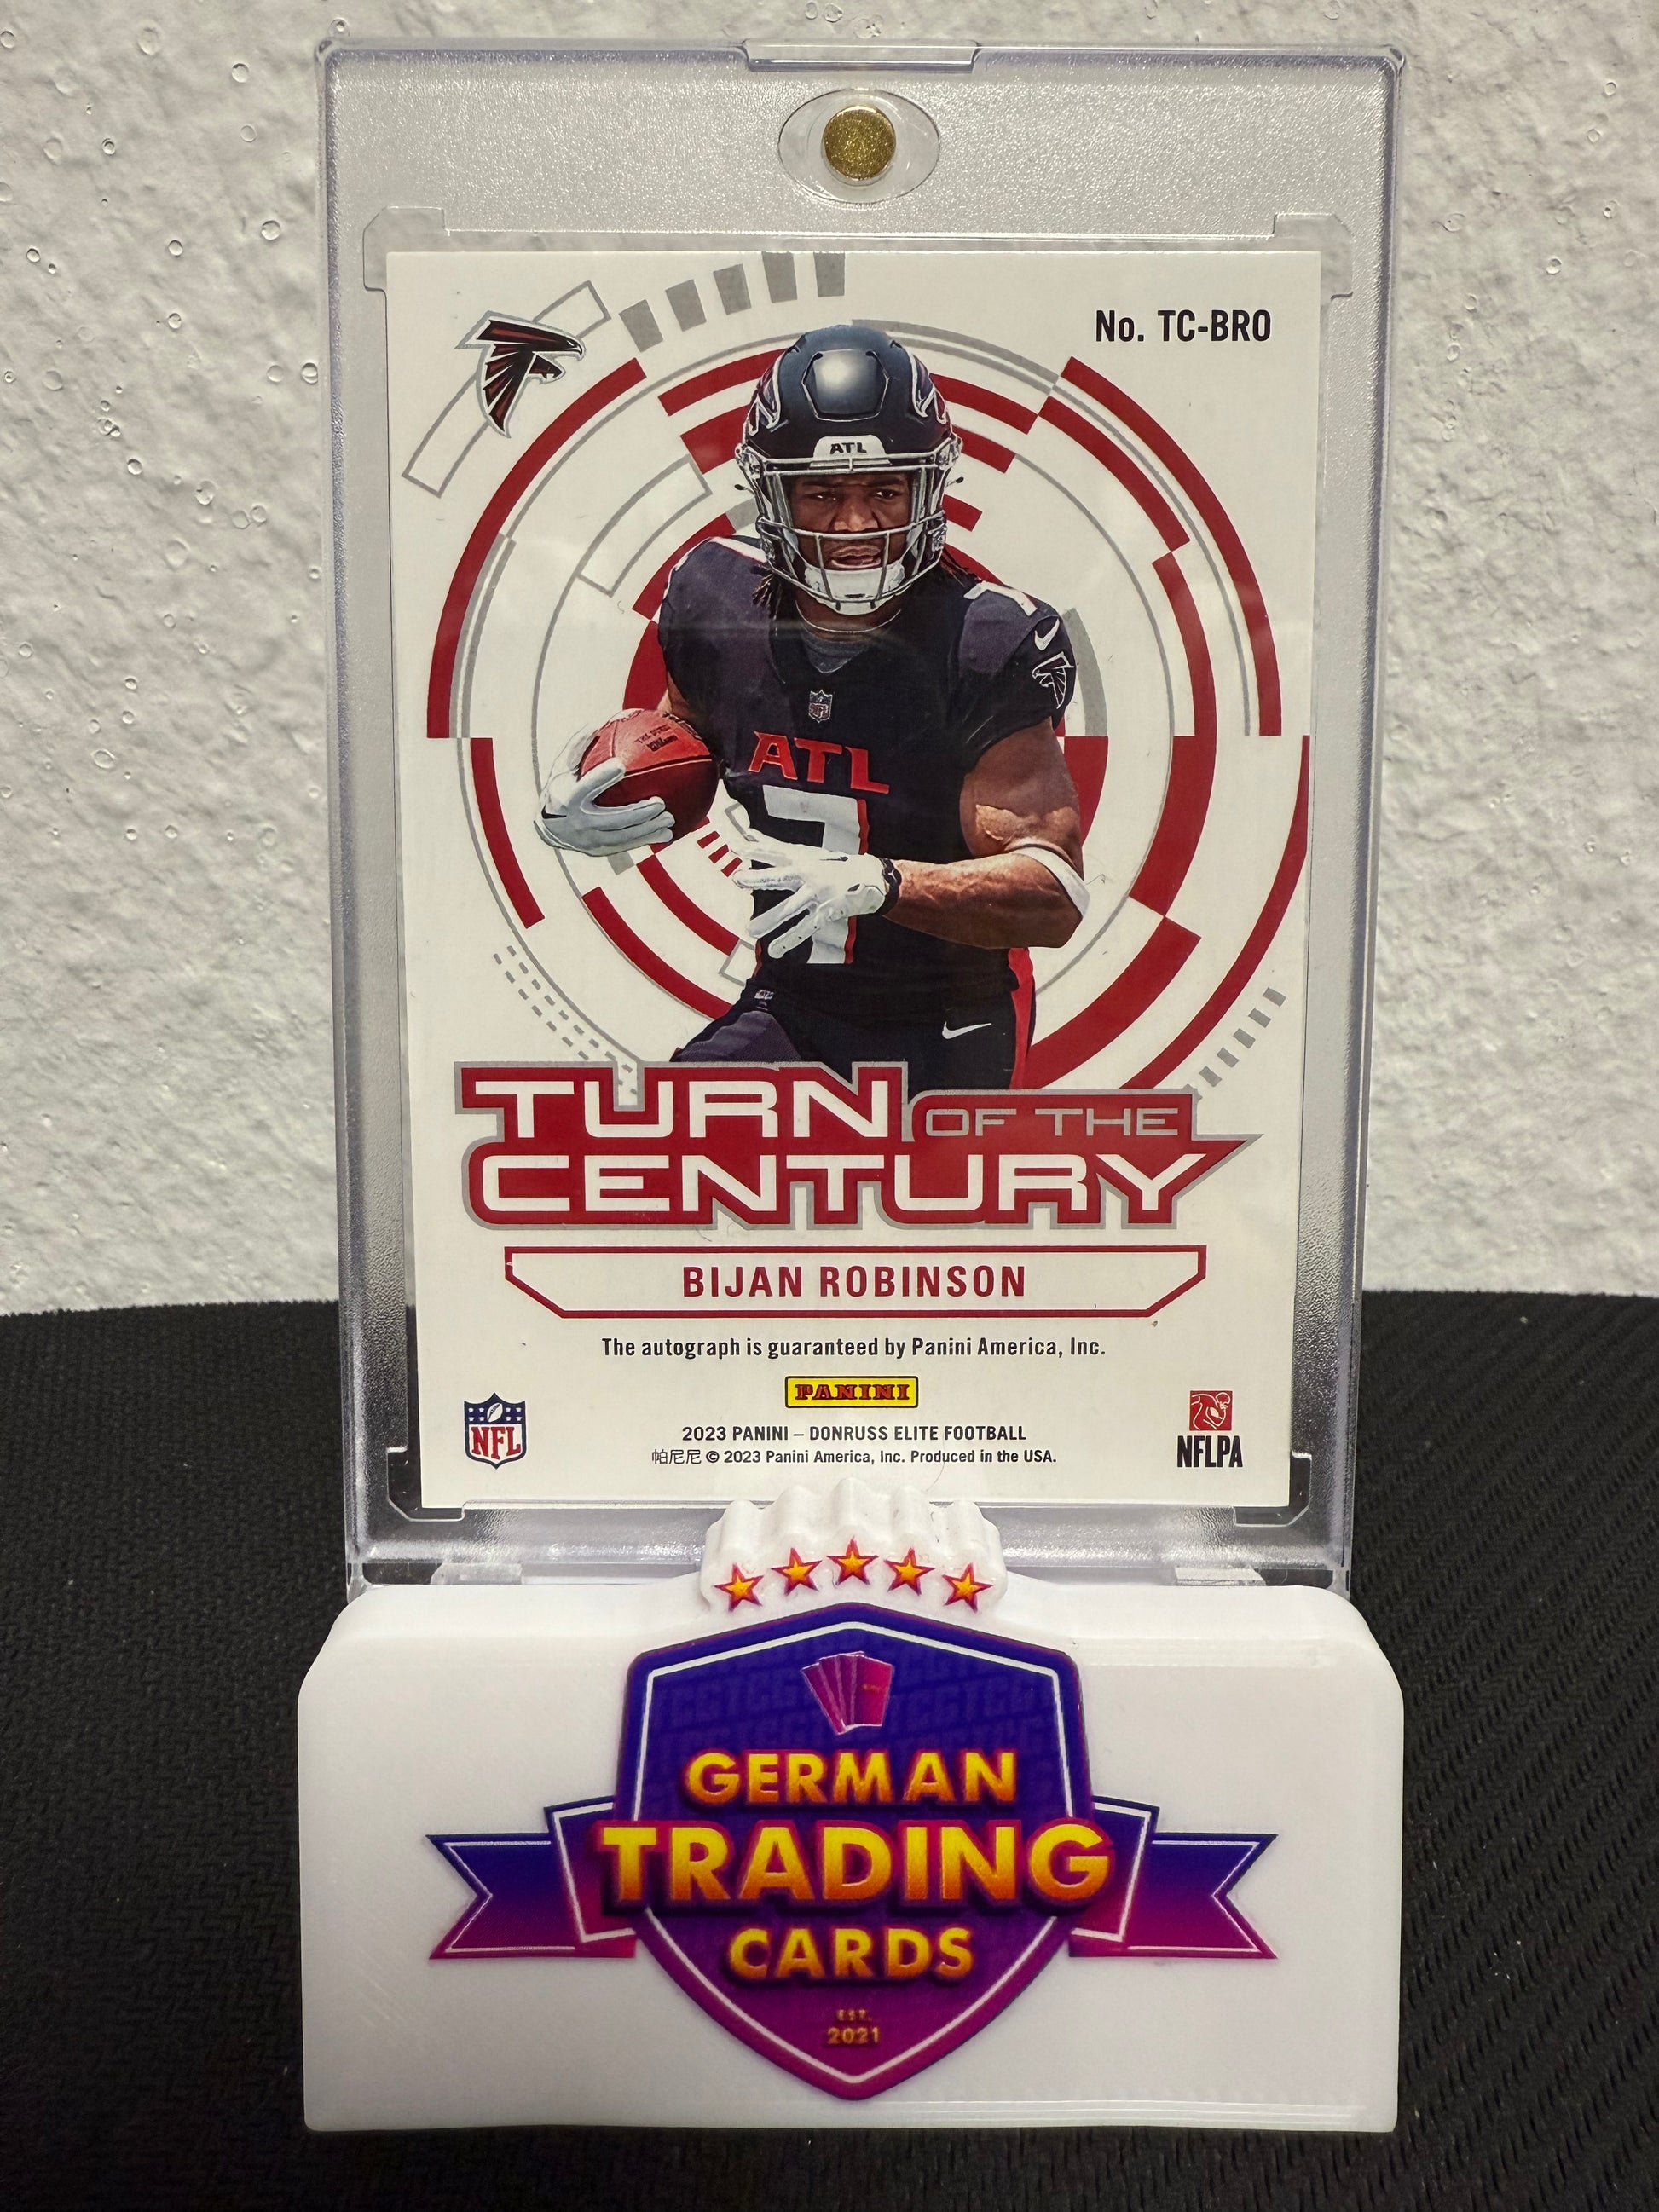 No. TC-BRO
ATL
ATL
7
TURN OF THE
CENTURY
BIJAN ROBINSON
The autograph is guaranteed by Panini America, Inc.
PANINI
2023 PANINI – DONRUSS ELITE FOOTBALL
帕尼尼 © 2023 Panini America, Inc. Produced in the USA.
NFL
NFLPA
GERMAN
TRADING
CARDS
EST.
2021